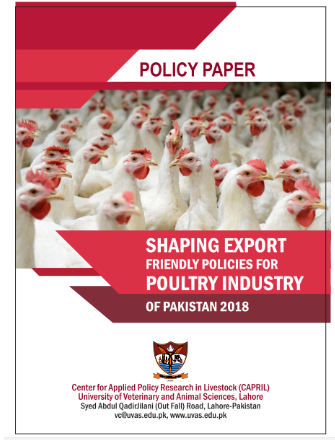 POLICY PAPER
SHAPING EXPORT
FRIENDLY POLICIES FOR
POULTRY INDUSTRY
OF PAKISTAN 2018
Center for Applied Policy Research in Livestock (CAPRIL)
University of Veterinary and Animal Sciences, Lahore
Syed Abdul Qadir Jilani (Out Fall) Road, Lahore-Pakistan
vc@uvas.edu.pk, www.uvas.edu.pk